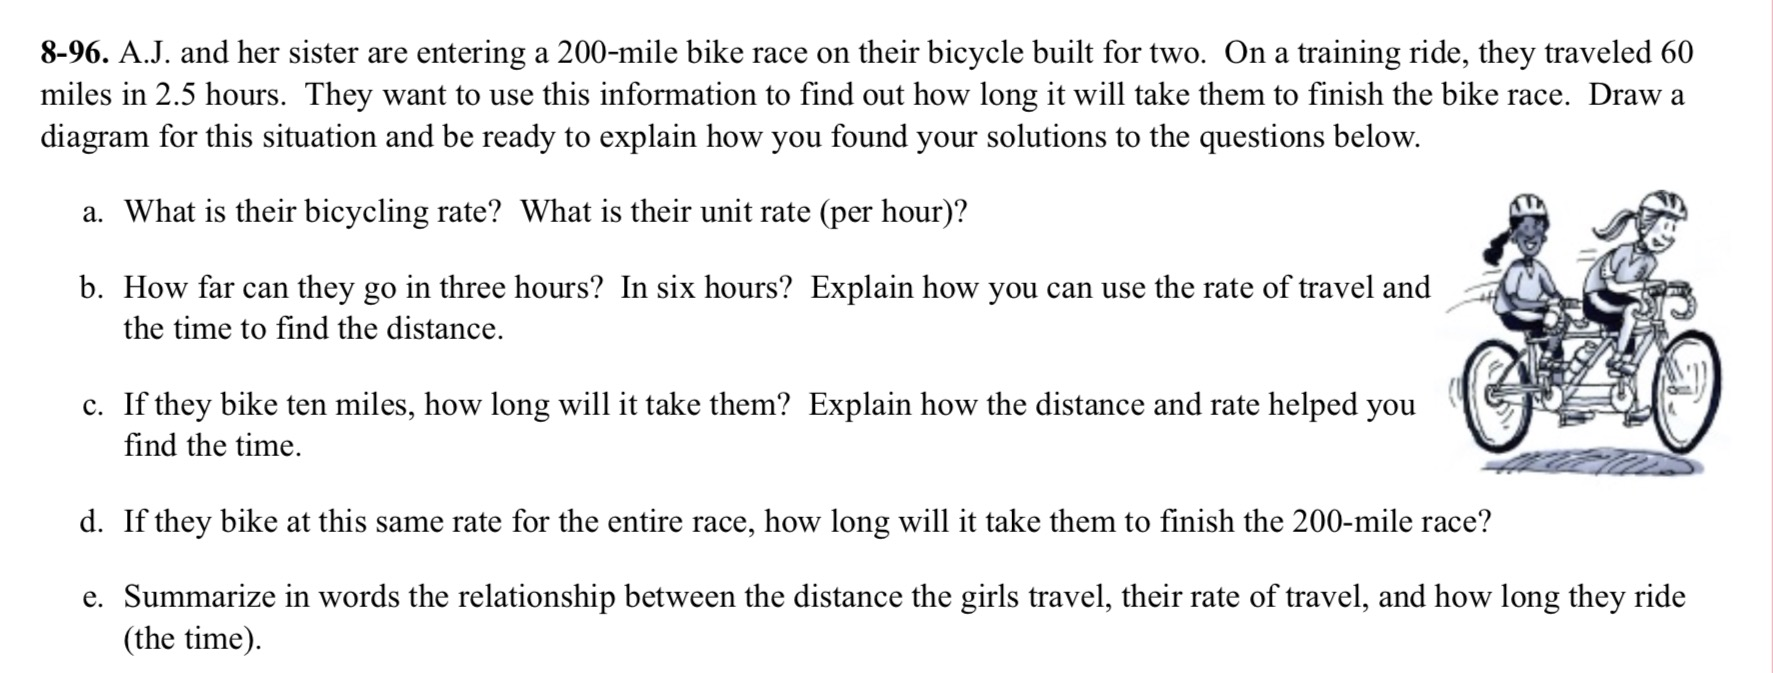 8-96. A.J. and her sister are entering a 200-mile bike race on their bicycle built for two. On a training ride, they traveled 60
miles in 2.5 hours. They want to use this information to find out how long it will take them to finish the bike race. Draw a
diagram for this situation and be ready to explain how you found your solutions to the questions below.
a. What is their bicycling rate? What is their unit rate (per hour)?
b. How far can they go in three hours? In six hours? Explain how you can use the rate of travel and
the time to find the distance.
c. If they bike ten miles, how long will it take them? Explain how the distance and rate helped you
find the time.
d. If they bike at this same rate for the entire race, how long will it take them to finish the 200-mile race?
e. Summarize in words the relationship between the distance the girls travel, their rate of travel, and how long they ride
(the time).